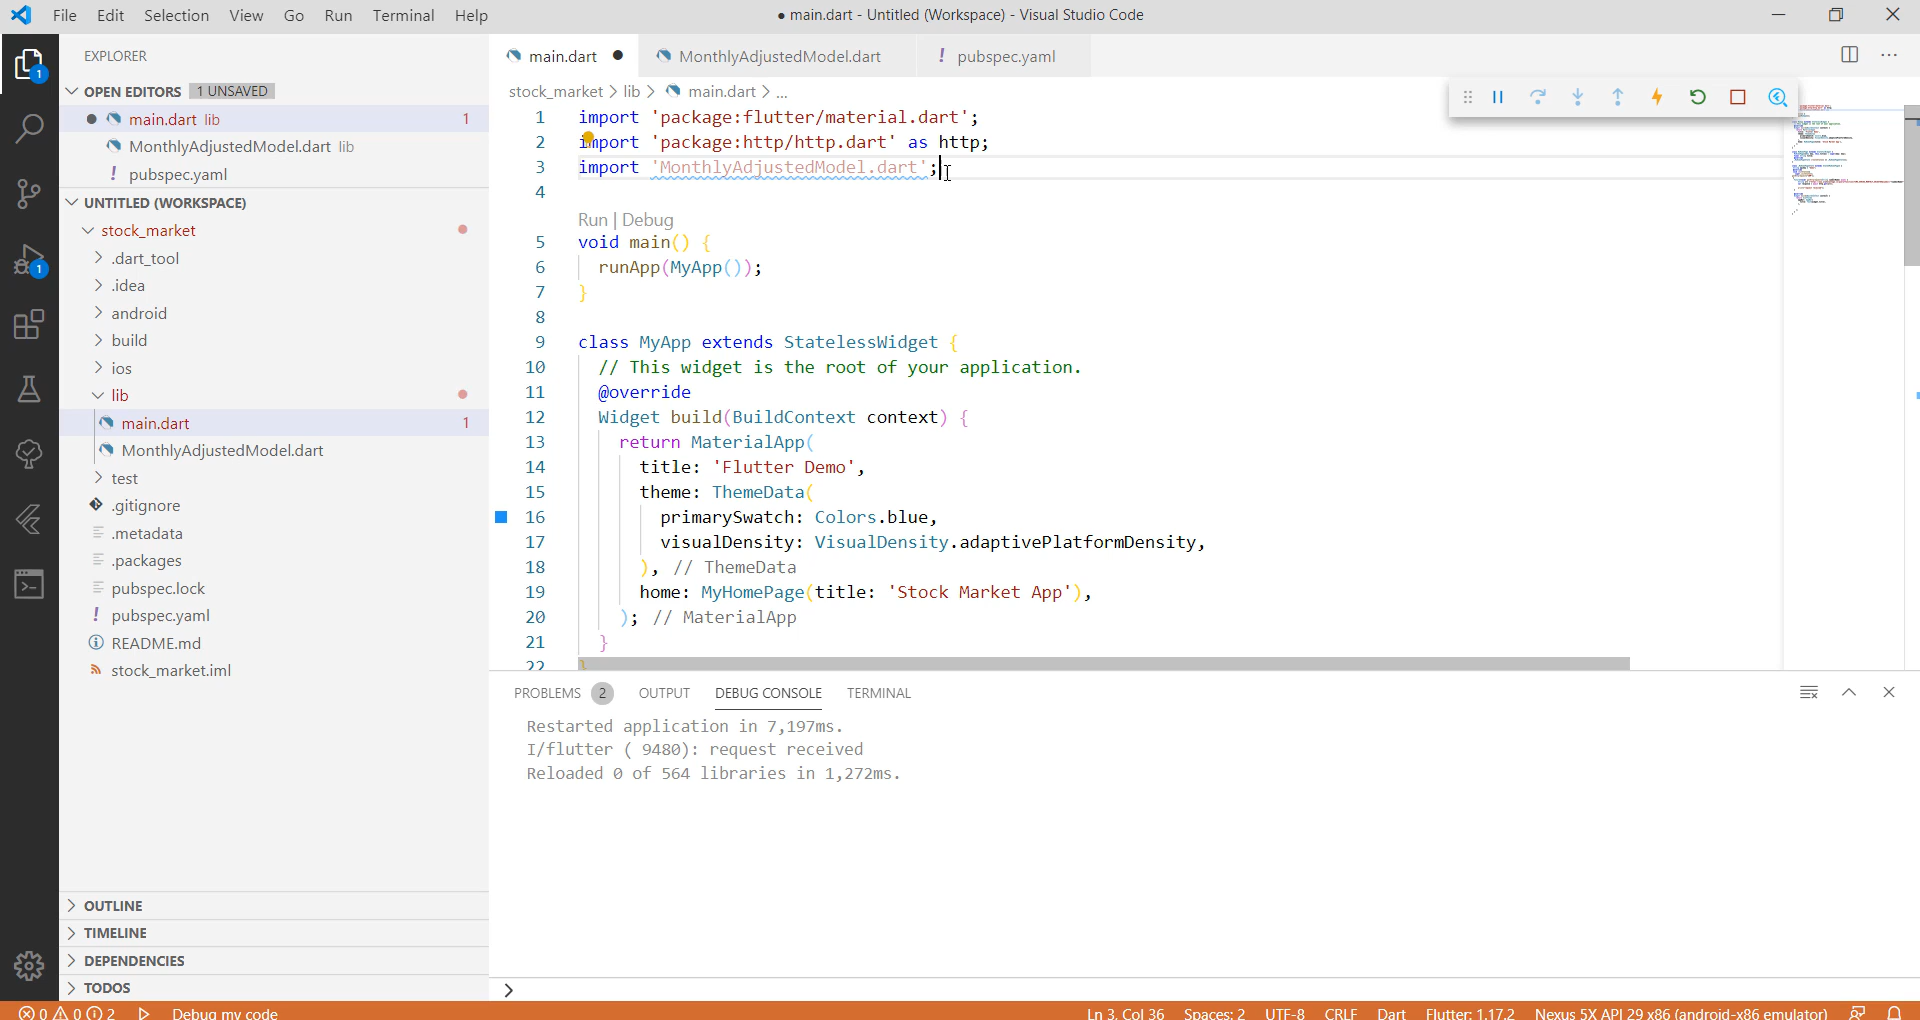 File Edit Selection View Go Run Terminal Help
● main.dart - Untitled (Workspace) - Visual Studio Code
EXPLORER
OPEN EDITORS 1 UNSAVED
main.dart lib 1
MonthlyAdjustedModel.dart lib
! pubspec.yaml
UNTITLED (WORKSPACE)
stock_market
.dart_tool
.idea
android
build
ios
lib
main.dart 1
MonthlyAdjustedModel.dart
test
.gitignore
.metadata
.packages
pubspec.lock
! pubspec.yaml
README.md
stock_market.iml
OUTLINE
TIMELINE
DEPENDENCIES
TODOS
1
1
main.dart ●
MonthlyAdjustedModel.dart
! pubspec.yaml
stock_market > lib > main.dart > ...
1 import 'package:flutter/material.dart';
2 import 'package:http/http.dart' as http;
3 import 'MonthlyAdjustedModel.dart';
4
Run | Debug
5 void main() {
6 runApp(MyApp());
7 }
8
9 class MyApp extends StatelessWidget {
10 // This widget is the root of your application.
11 @override
12 Widget build(BuildContext context) {
13 return MaterialApp(
14 title: 'Flutter Demo',
15 theme: ThemeData(
16 primarySwatch: Colors.blue,
17 visualDensity: VisualDensity.adaptivePlatformDensity,
18 ), // ThemeData
19 home: MyHomePage(title: 'Stock Market App'),
20 ); // MaterialApp
21 }
22 }
PROBLEMS 2 OUTPUT DEBUG CONSOLE TERMINAL
Restarted application in 7,197ms.
I/flutter ( 9480): request received
Reloaded 0 of 564 libraries in 1,272ms.
>
0 0 2 Debug my code
Ln 3, Col 36 Spaces: 2 UTF-8 CRLF Dart Flutter: 1.17.2 Nexus 5X API 29 x86 (android-x86 emulator)